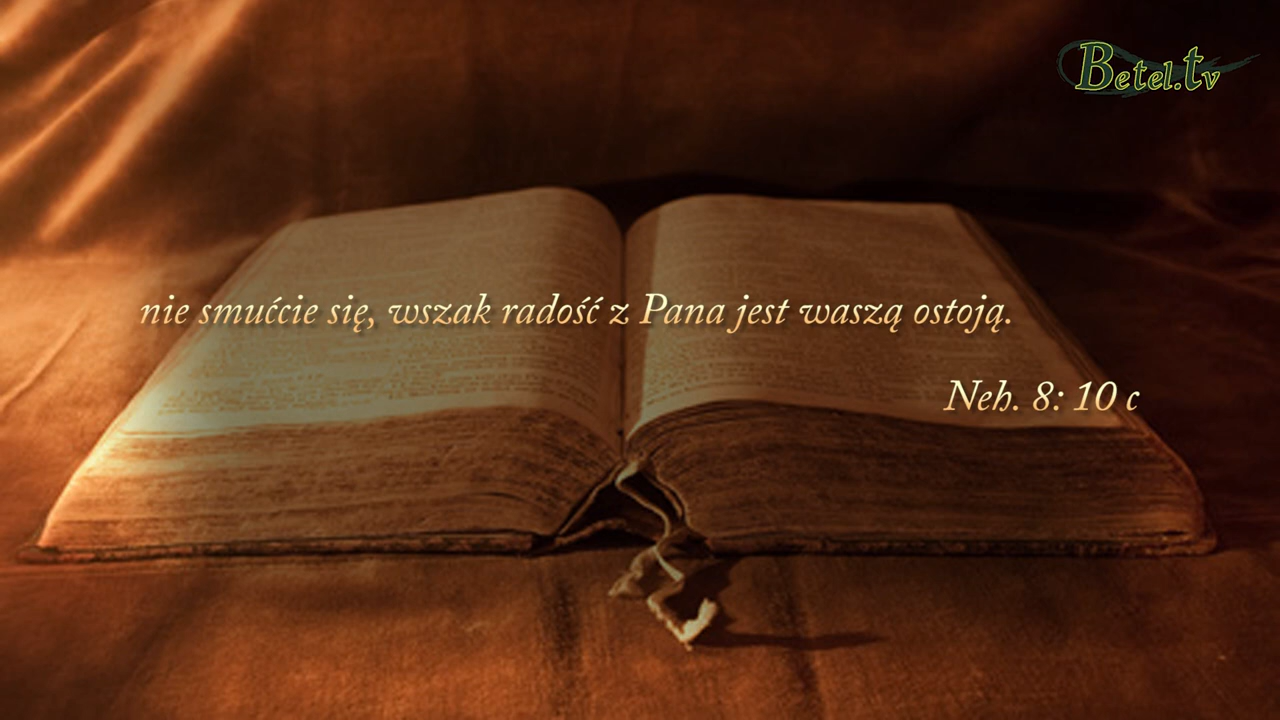 Betel.tv
nie smućcie się, wszak radość z Pana jest waszą ostoją.
Neh. 8: 10 c